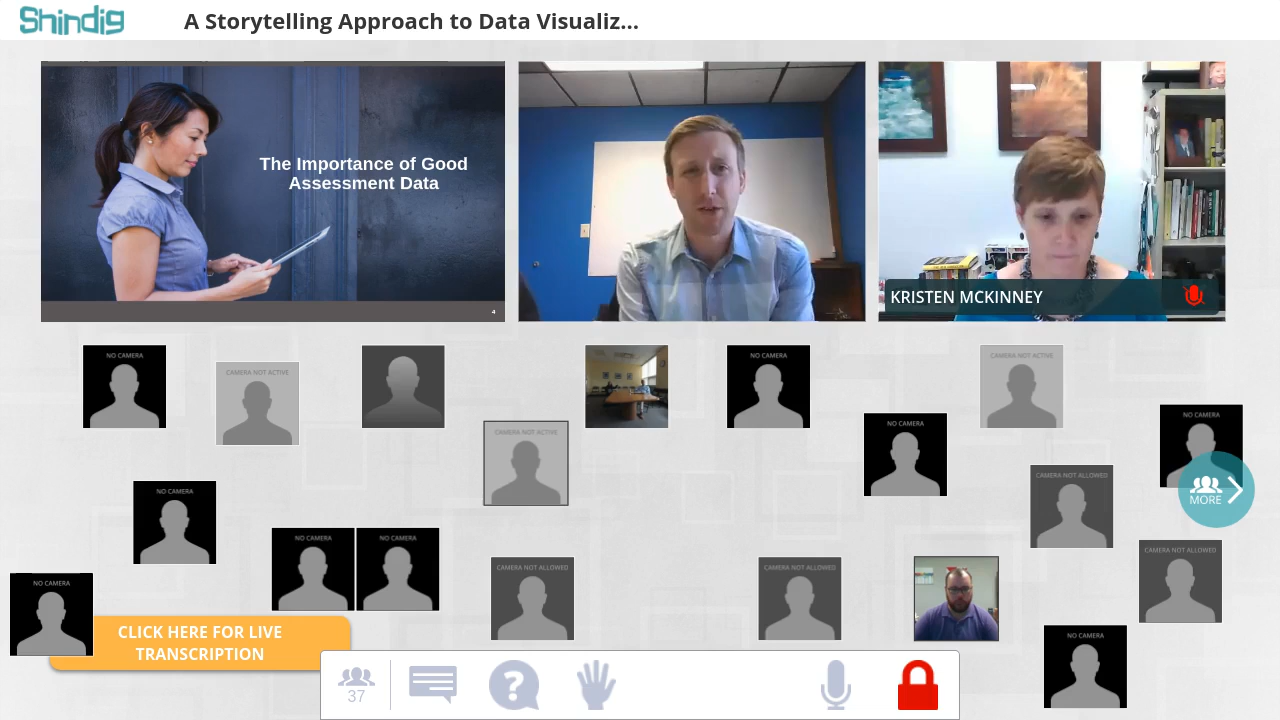 Shindig
A Storytelling Approach to Data Visualiz...
The Importance of Good
Assessment Data
4
KRISTEN MCKINNEY
NO CAMERA
CAMERA NOT ACTIVE
NO CAMERA
CAMERA NOT ACTIVE
NO CAMERA
NO CAMERA
CAMERA NOT ACTIVE
CAMERA NOT ALLOWED
NO CAMERA
MORE
NO CAMERA
NO CAMERA
NO CAMERA
CAMERA NOT ALLOWED
CAMERA NOT ALLOWED
CAMERA NOT ALLOWED
NO CAMERA
NO CAMERA
CLICK HERE FOR LIVE
TRANSCRIPTION
37
?